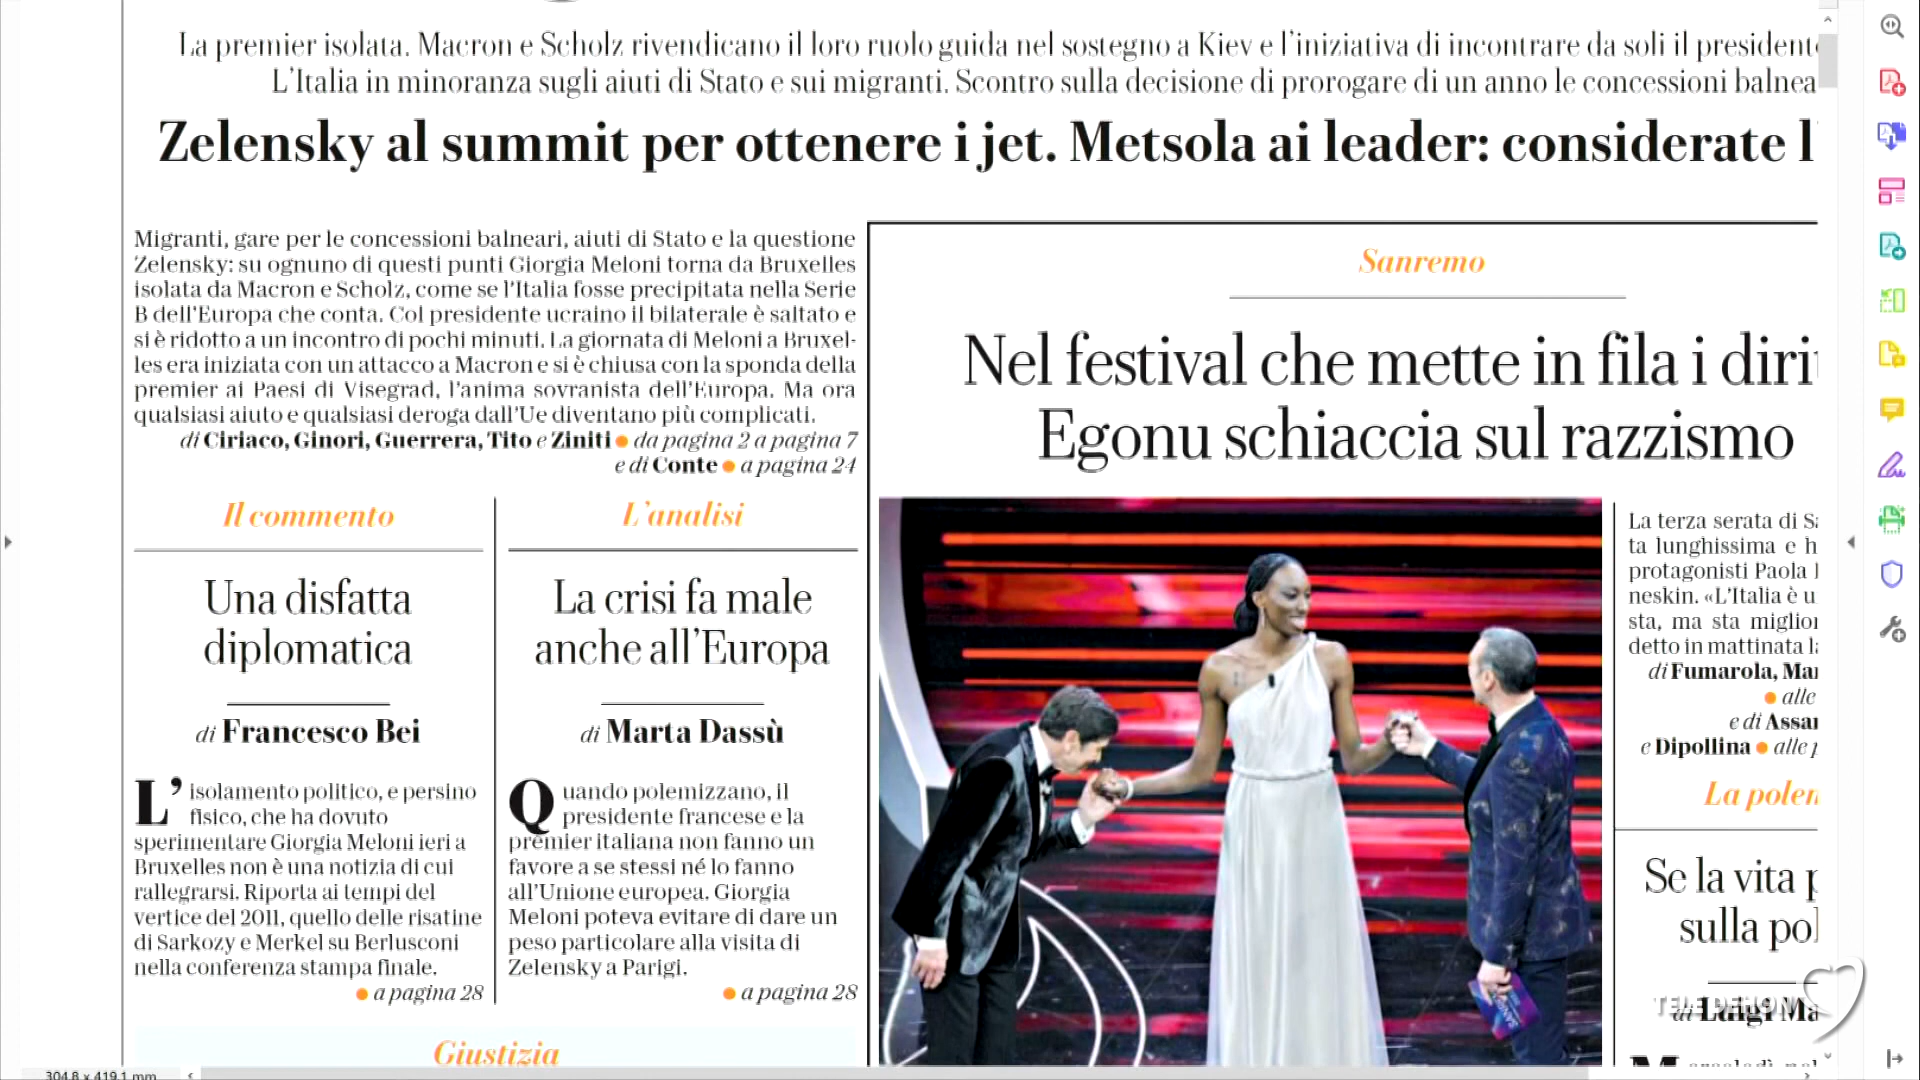 La premier isolata. Macron e Scholz rivendicano il loro ruolo guida nel sostegno a Kiev e l'iniziativa di incontrare da soli il president
L'Italia in minoranza sugli aiuti di Stato e sui migranti. Scontro sulla decisione di prorogare di un anno le concessioni balnea
Zelensky al summit per ottenere i jet. Metsola ai leader: considerate l'
Migranti, gare per le concessioni balneari, aiuti di Stato e la questione
Zelensky: su ognuno di questi punti Giorgia Meloni torna da Bruxelles
isolata da Macron e Scholz, come se l'Italia fosse precipitata nella Serie
B dell'Europa che conta. Col presidente ucraino il bilaterale è saltato e
si è ridotto a un incontro di pochi minuti. La giornata di Meloni a Bruxel-
les era iniziata con un attacco a Macron e si è chiusa con la sponda della
premier ai Paesi di Visegrad, l'anima sovranista dell'Europa. Ma ora
qualsiasi aiuto e qualsiasi deroga dall'Ue diventano più complicati.
di Ciriaco, Ginori, Guerrera, Tito e Ziniti ● da pagina 2 a pagina 7
e di Conte ● a pagina 24
Il commento
Una disfatta
diplomatica
di Francesco Bei
L'isolamento politico, e persino
fisico, che ha dovuto
sperimentare Giorgia Meloni ieri a
Bruxelles non è una notizia di cui
rallegrarsi. Riporta ai tempi del
vertice del 2011, quello delle risatine
di Sarkozy e Merkel su Berlusconi
nella conferenza stampa finale.
● a pagina 28
L'analisi
La crisi fa male
anche all'Europa
di Marta Dassù
Quando polemizzano, il
presidente francese e la
premier italiana non fanno un
favore a se stessi né lo fanno
all'Unione europea. Giorgia
Meloni poteva evitare di dare un
peso particolare alla visita di
Zelensky a Parigi.
● a pagina 28
Giustizia
Sanremo
Nel festival che mette in fila i dirit
Egonu schiaccia sul razzismo
La terza serata di Sa
ta lunghissima e h
protagonisti Paola
neskin. «L'Italia è u
sta, ma sta miglior
detto in mattinata la
di Fumarola, Mar
● alle
e di Assan
e Dipollina ● alle p
La polem
Se la vita p
sulla pol
di Luigi Ma
TELE DEHON
304,8 x 419,1 mm